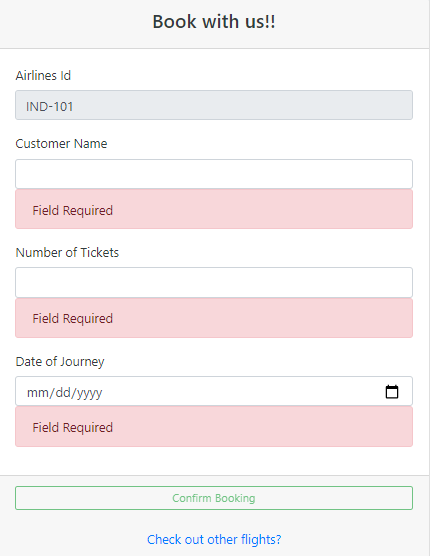 Book with us!!
Airlines Id
IND-101
Customer Name
Field Required
Number of Tickets
Field Required
Date of Journey
mm/dd/yyyy
Field Required
Confirm Booking
Check out other flights?